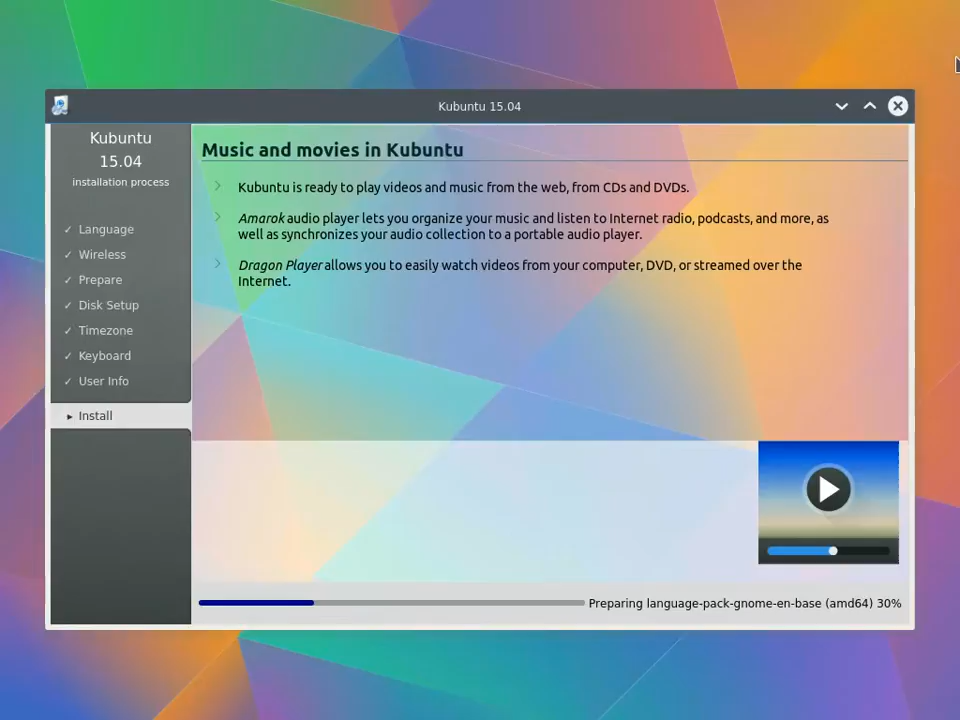 Kubuntu 15.04
Kubuntu
15.04
installation process
✓ Language
✓ Wireless
✓ Prepare
✓ Disk Setup
✓ Timezone
✓ Keyboard
✓ User Info
▸ Install
Music and movies in Kubuntu
Kubuntu is ready to play videos and music from the web, from CDs and DVDs.
Amarok audio player lets you organize your music and listen to Internet radio, podcasts, and more, as
well as synchronizes your audio collection to a portable audio player.
Dragon Player allows you to easily watch videos from your computer, DVD, or streamed over the
Internet.
Preparing language-pack-gnome-en-base (amd64) 30%